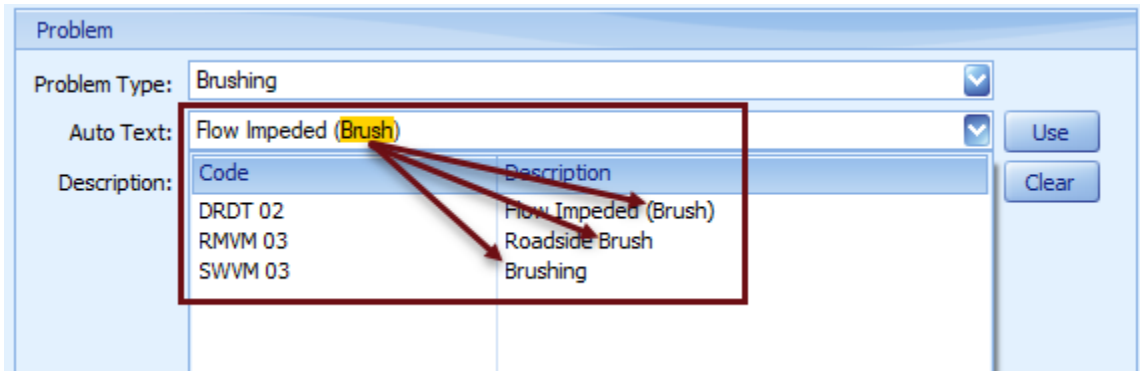 Problem
Problem Type: Brushing
Auto Text: Flow Impeded (Brush) Use
Description: Code Description Clear
DRDT 02 Flow Impeded (Brush)
RMVM 03 Roadside Brush
SWVM 03 Brushing